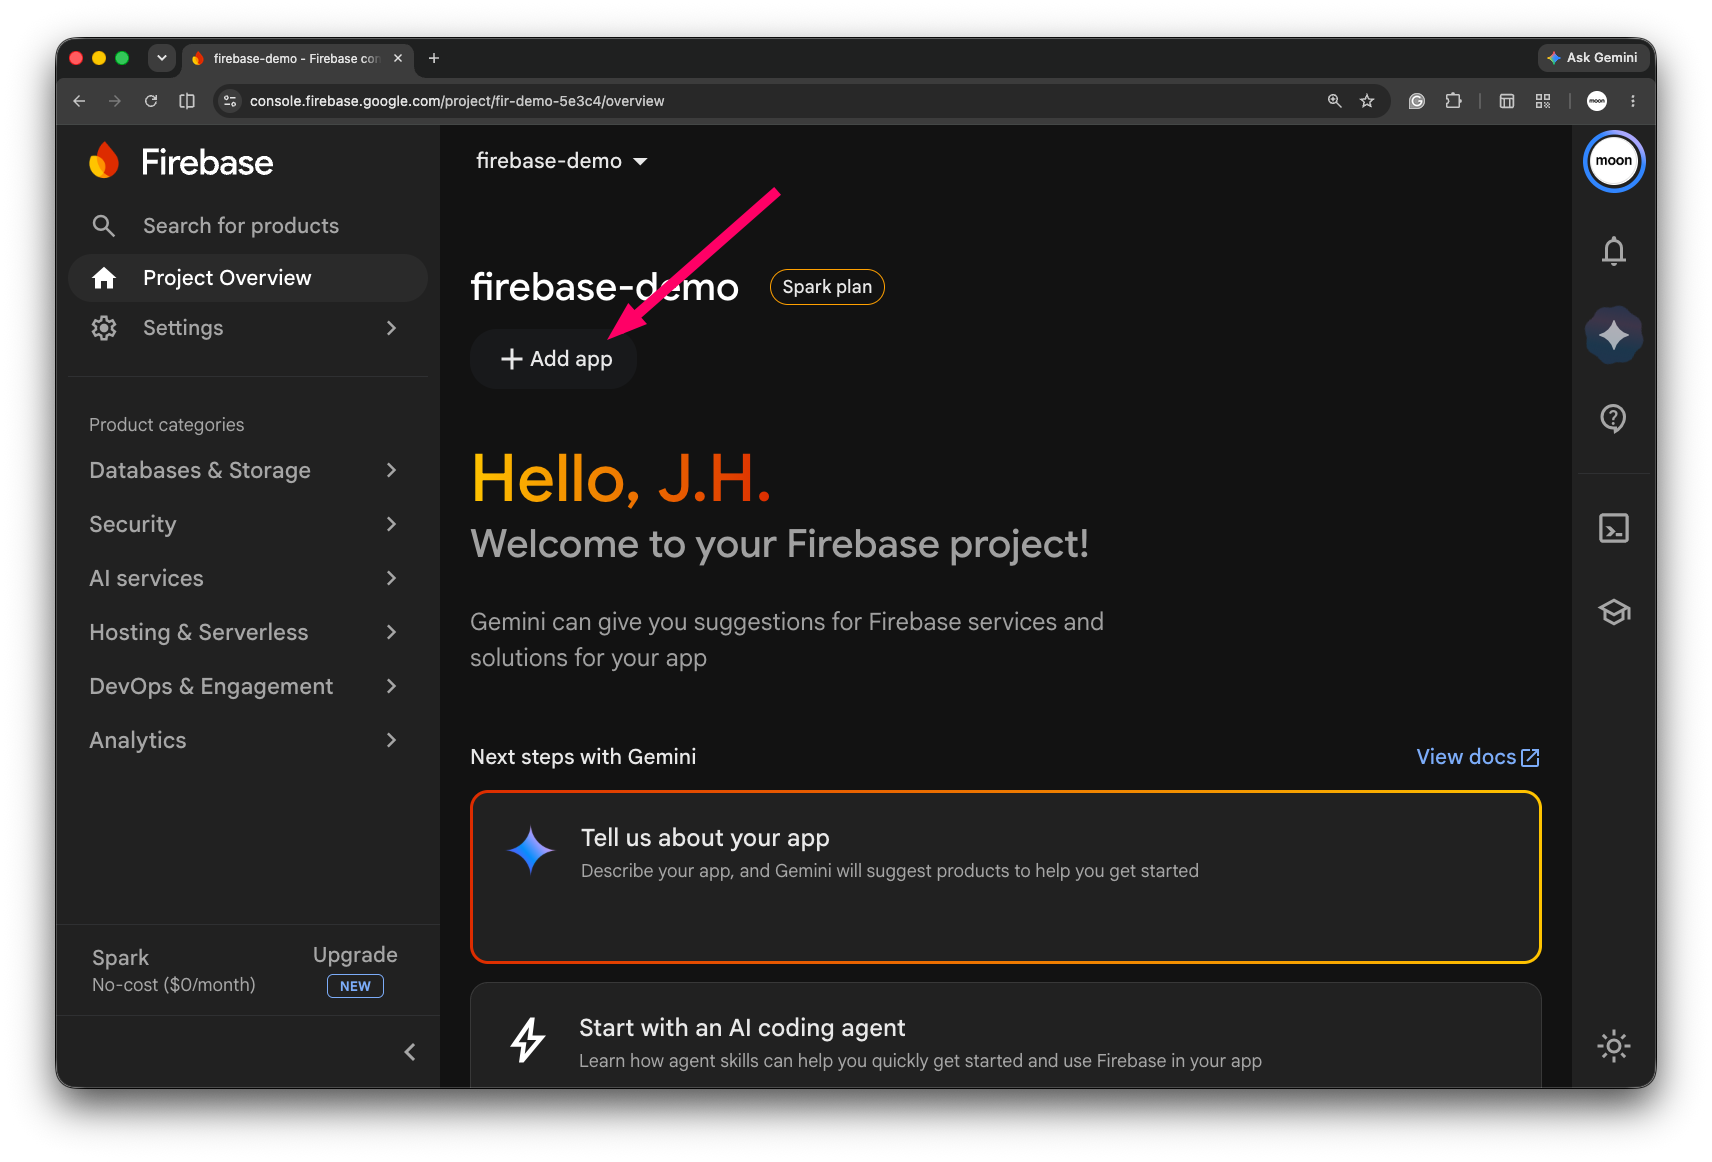 firebase-demo - Firebase con
Ask Gemini
console.firebase.google.com/project/fir-demo-5e3c4/overview
moon
Firebase
firebase-demo
moon
Search for products
Project Overview
firebase-demo
Spark plan
Settings
Add app
Product categories
Databases & Storage
Security
AI services
Hosting & Serverless
DevOps & Engagement
Analytics
Hello, J.H.
Welcome to your Firebase project!
Gemini can give you suggestions for Firebase services and
solutions for your app
Next steps with Gemini
View docs
Tell us about your app
Describe your app, and Gemini will suggest products to help you get started
Start with an AI coding agent
Learn how agent skills can help you quickly get started and use Firebase in your app
Spark
No-cost ($0/month)
Upgrade
NEW